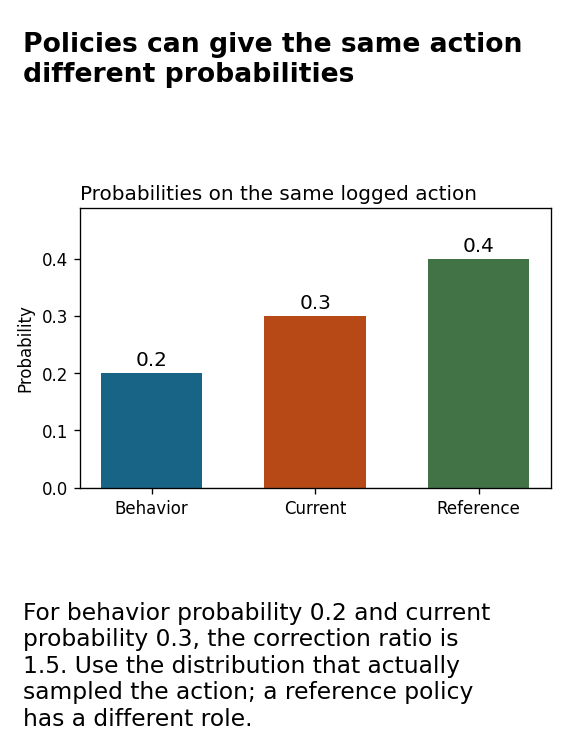 Policies can give the same action
different probabilities
Probabilities on the same logged action
Probability
0.4
0.3
0.2
0.1
0.0
0.2
0.3
0.4
Behavior
Current
Reference
For behavior probability 0.2 and current
probability 0.3, the correction ratio is
1.5. Use the distribution that actually
sampled the action; a reference policy
has a different role.